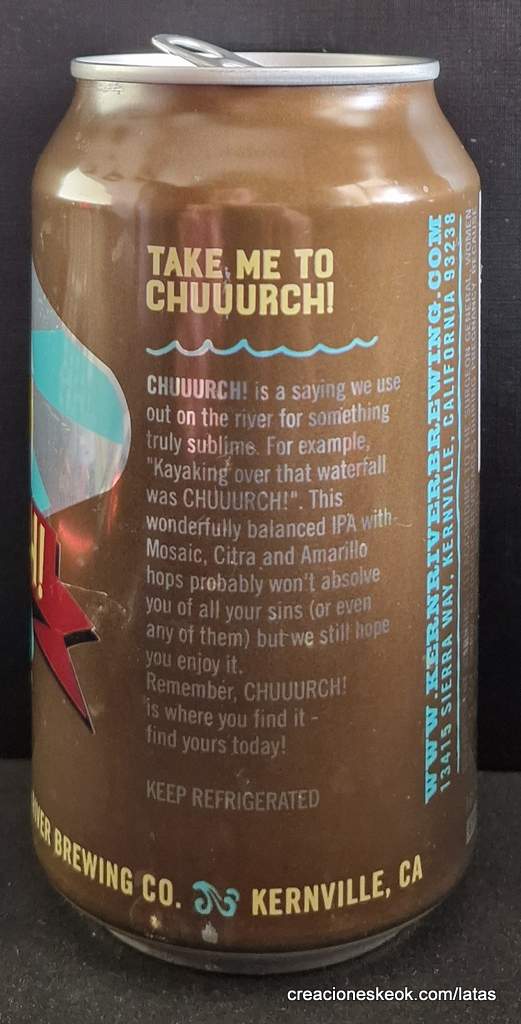 TAKE ME TO
CHUUURCH!
CHUUURCH! is a saying we use
out on the river for something
truly sublime. For example,
"Kayaking over that waterfall
was CHUUURCH!". This
wonderfully balanced IPA with
Mosaic, Citra and Amarillo
hops probably won't absolve
you of all your sins (or even
any of them) but we still hope
you enjoy it.
Remember, CHUUURCH!
is where you find it -
find yours today!
KEEP REFRIGERATED
WWW.KERNRIVERBREWING.COM
13415 SIERRA WAY, KERNVILLE, CALIFORNIA 93238
BREWING CO.
KERNVILLE, CA
creacioneskeok.com/latas